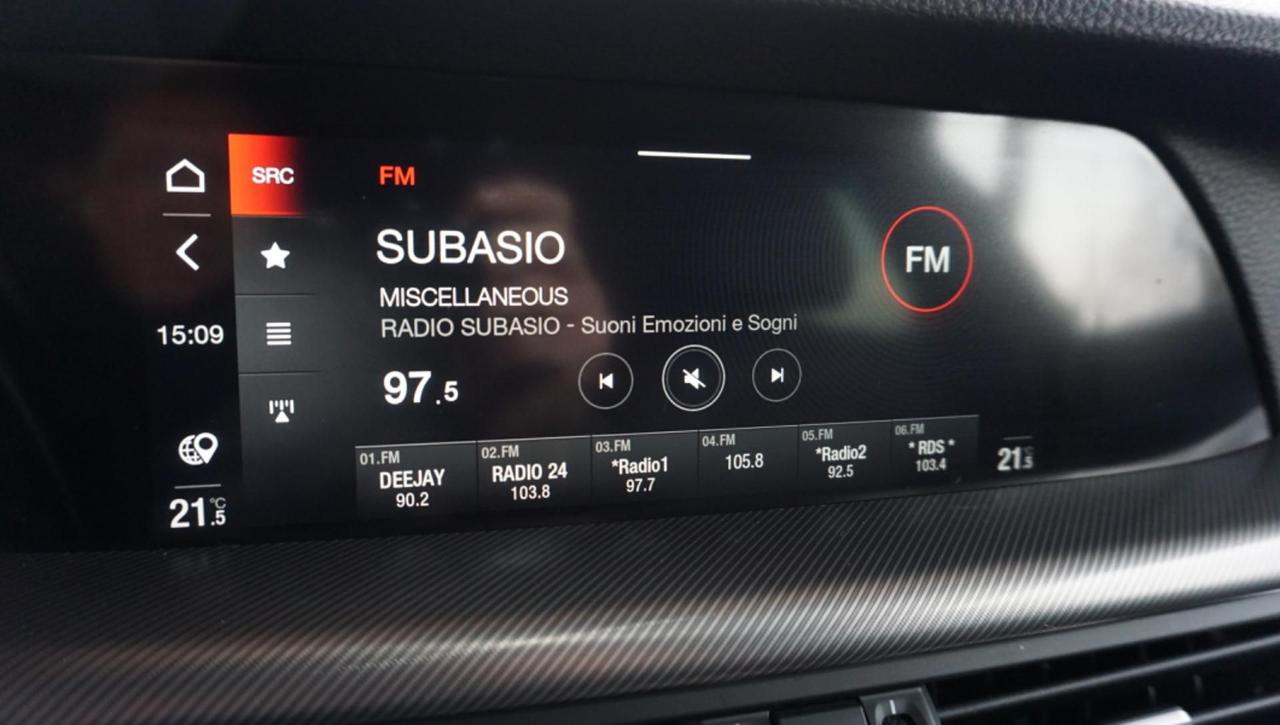 SRC
FM
SUBASIO
MISCELLANEOUS
RADIO SUBASIO - Suoni Emozioni e Sogni
FM
15:09
97.5
01.FM
DEEJAY
90.2
02.FM
RADIO 24
103.8
03.FM
*Radio1
97.7
04.FM
105.8
05.FM
*Radio2
92.5
06.FM
* RDS *
103.4
21.5 °C
21.5